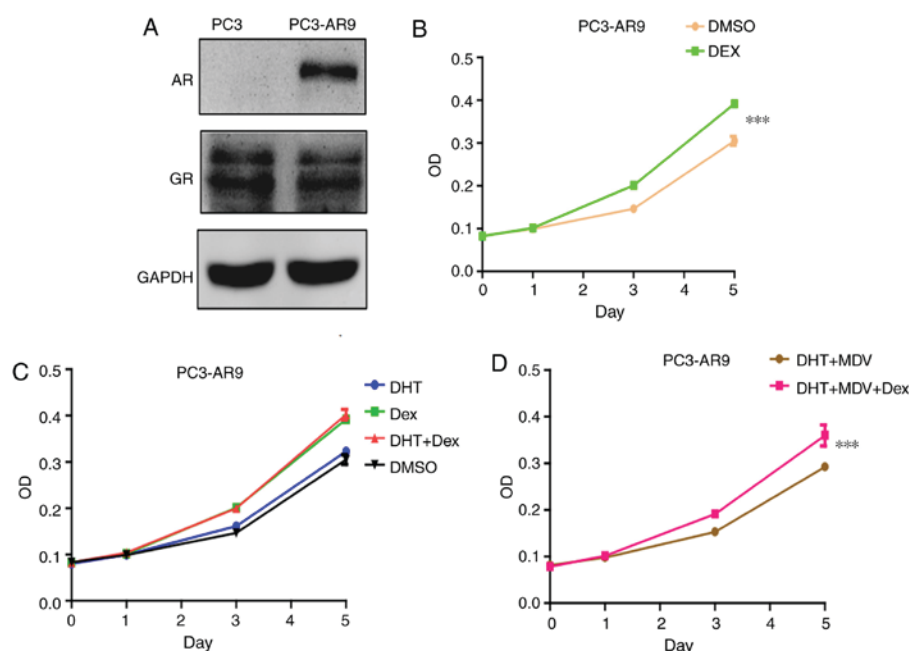 A
PC3 PC3-AR9
AR
GR
GAPDH
B
PC3-AR9
DMSO
DEX
0.4
0.3
0.2
0.1
0.0
OD
***
0 1 2 3 4 5
Day
C
PC3-AR9
DHT
Dex
DHT+Dex
DMSO
0.5
0.4
0.3
0.2
0.1
0.0
OD
0 1 2 3 4 5
Day
D
PC3-AR9
DHT+MDV
DHT+MDV+Dex
0.5
0.4
0.3
0.2
0.1
0.0
OD
***
0 1 2 3 4 5
Day